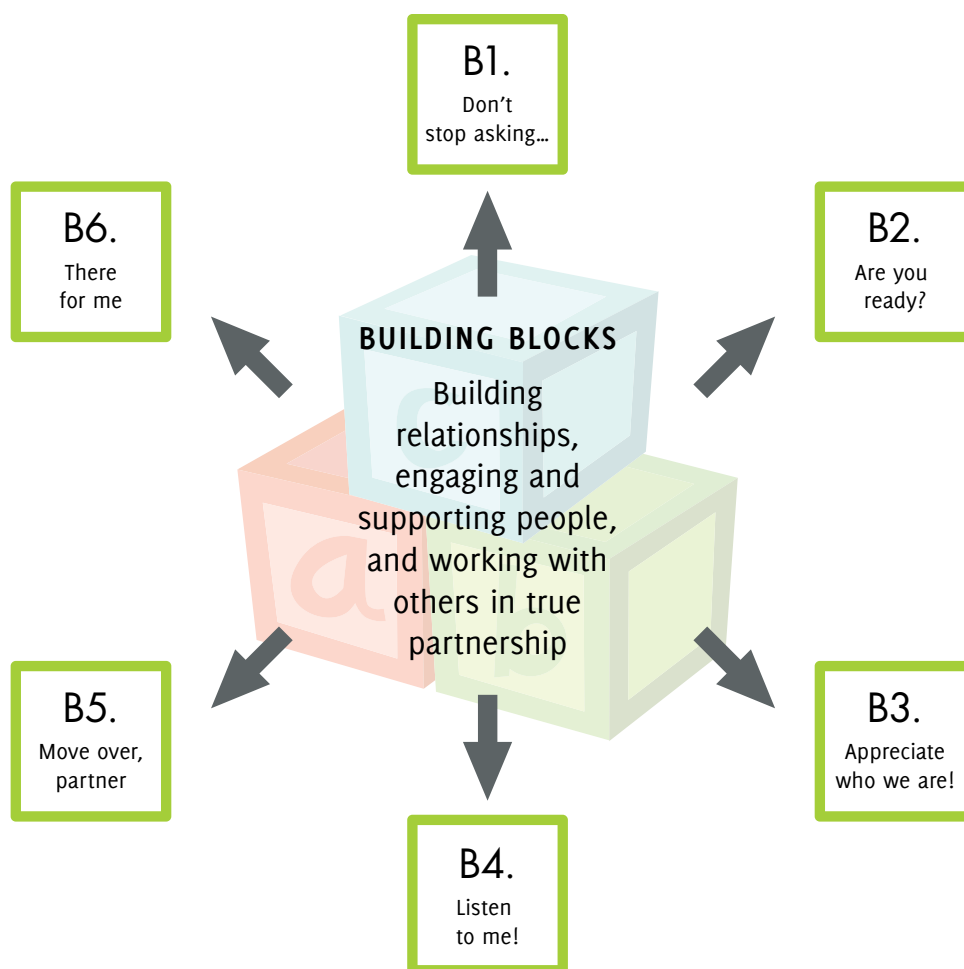 B1.
Don't
stop asking…
B6.
There
for me
B2.
Are you
ready?
BUILDING BLOCKS
Building
relationships,
engaging and
supporting people,
and working with
others in true
partnership
c
a
b
B5.
Move over,
partner
B3.
Appreciate
who we are!
B4.
Listen
to me!